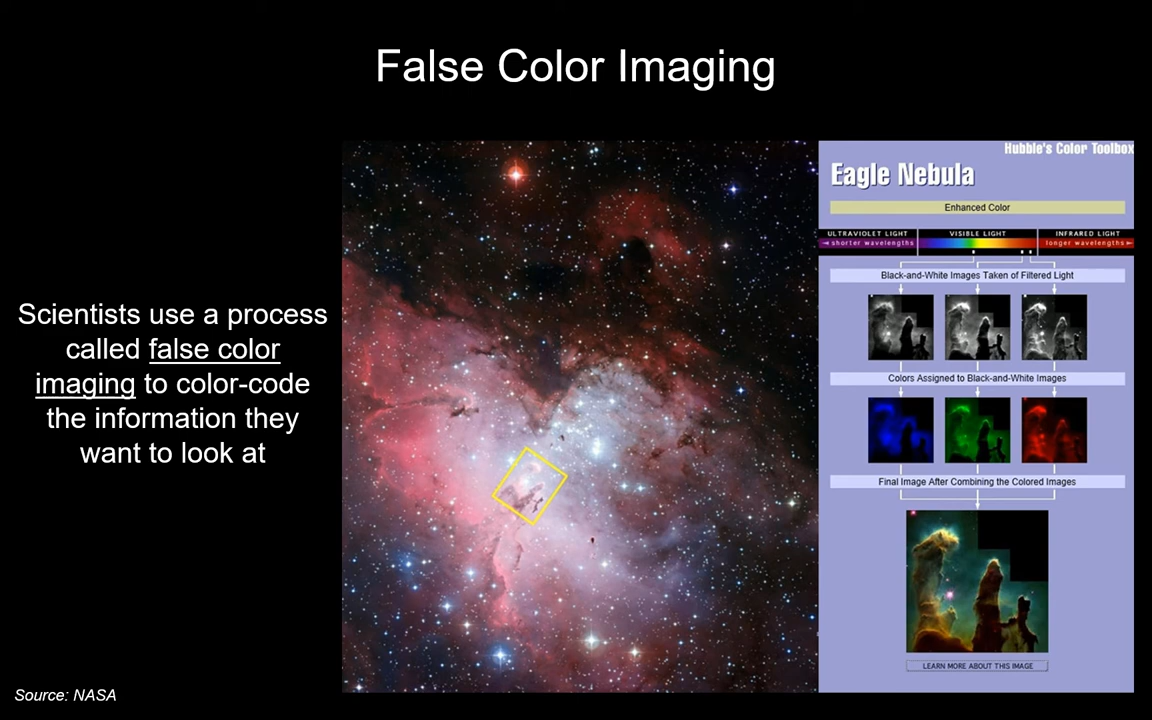 False Color Imaging
Scientists use a process
called false color
imaging to color-code
the information they
want to look at
Source: NASA
Hubble's Color Toolbox
Eagle Nebula
Enhanced Color
ULTRAVIOLET LIGHT
shorter wavelengths
VISIBLE LIGHT
INFRARED LIGHT
longer wavelengths
Black-and-White Images Taken of Filtered Light
Colors Assigned to Black-and-White Images
Final Image After Combining the Colored Images
LEARN MORE ABOUT THIS IMAGE